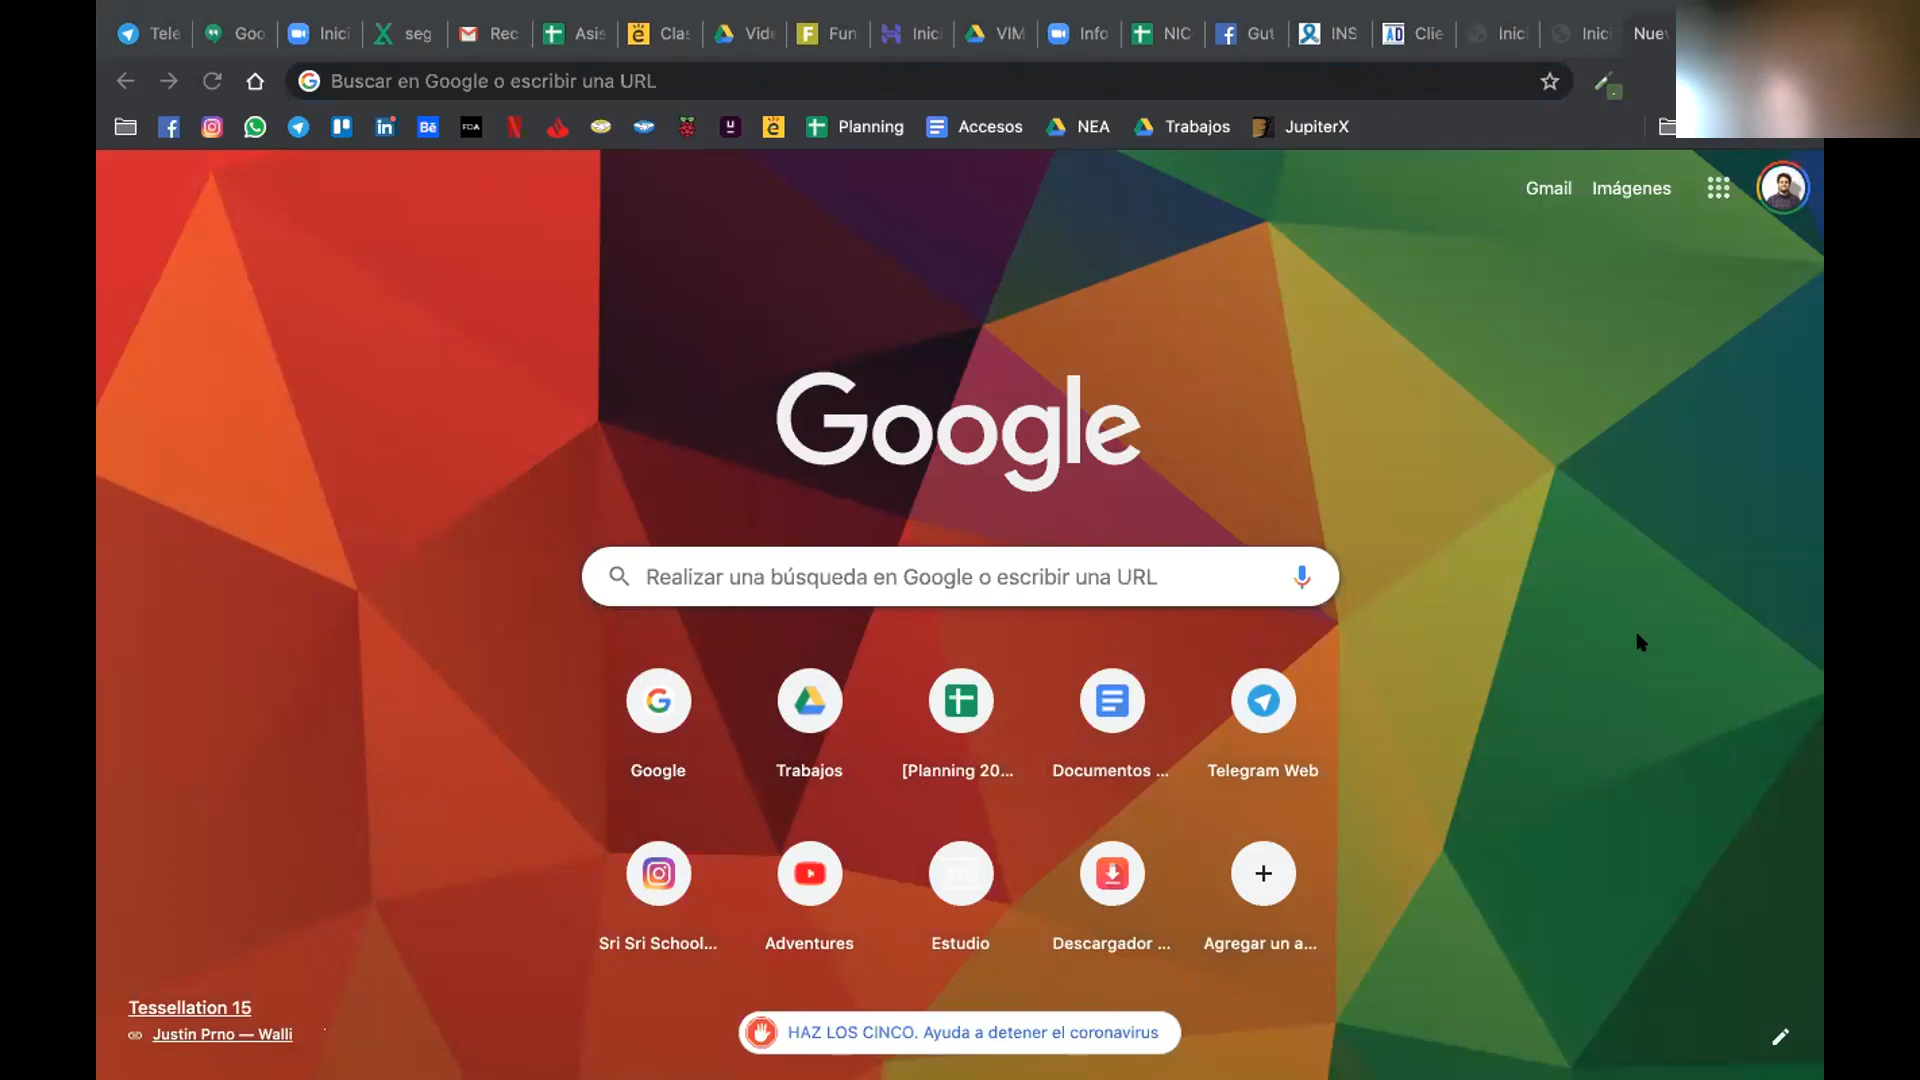 Tele Goo Inici seg Rec Asis Clas Vide Fun Inici VIM Info NIC Gut INS Clie Inici Inici Nuev
Buscar en Google o escribir una URL
Planning Accesos NEA Trabajos JupiterX
Gmail Imágenes
Google
Realizar una búsqueda en Google o escribir una URL
Google Trabajos [Planning 20... Documentos ... Telegram Web
Sri Sri School... Adventures Estudio Descargador ... Agregar un a...
Tessellation 15
Justin Prno — Walli
HAZ LOS CINCO. Ayuda a detener el coronavirus